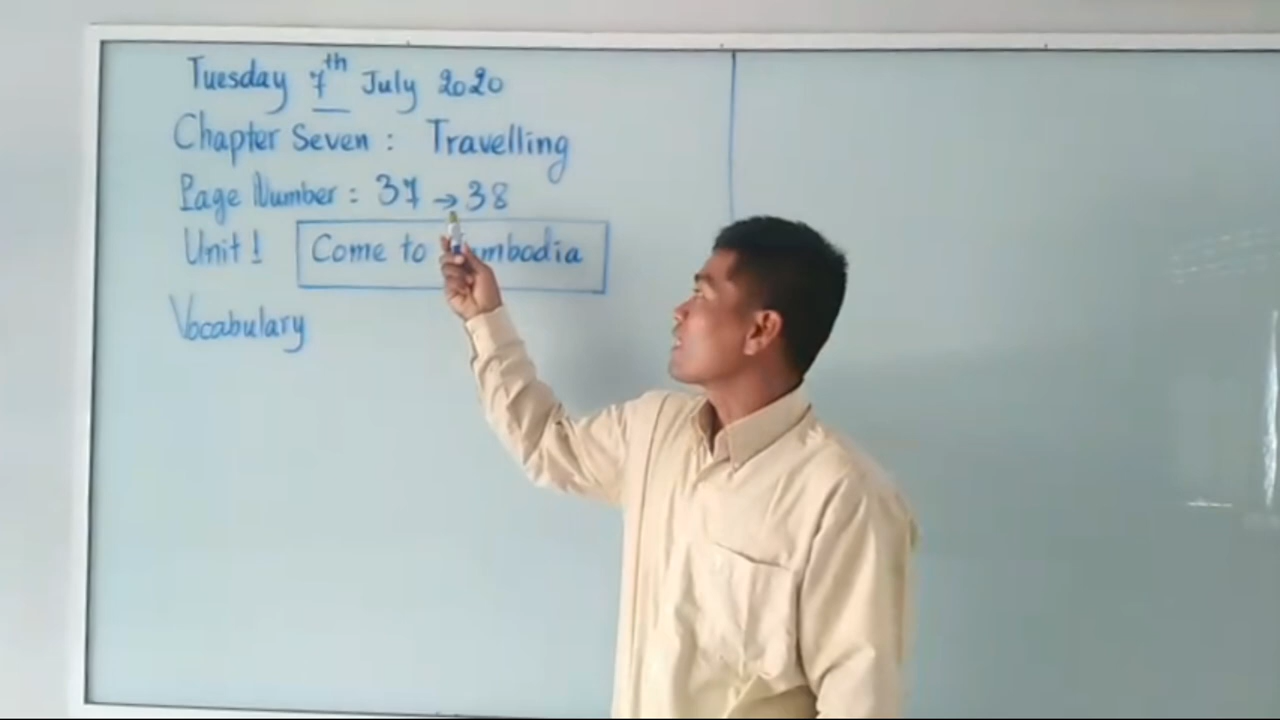 Tuesday 7th July 2020
Chapter Seven : Travelling
Page Number : 37 → 38
Unit 1 Come to Cambodia
Vocabulary